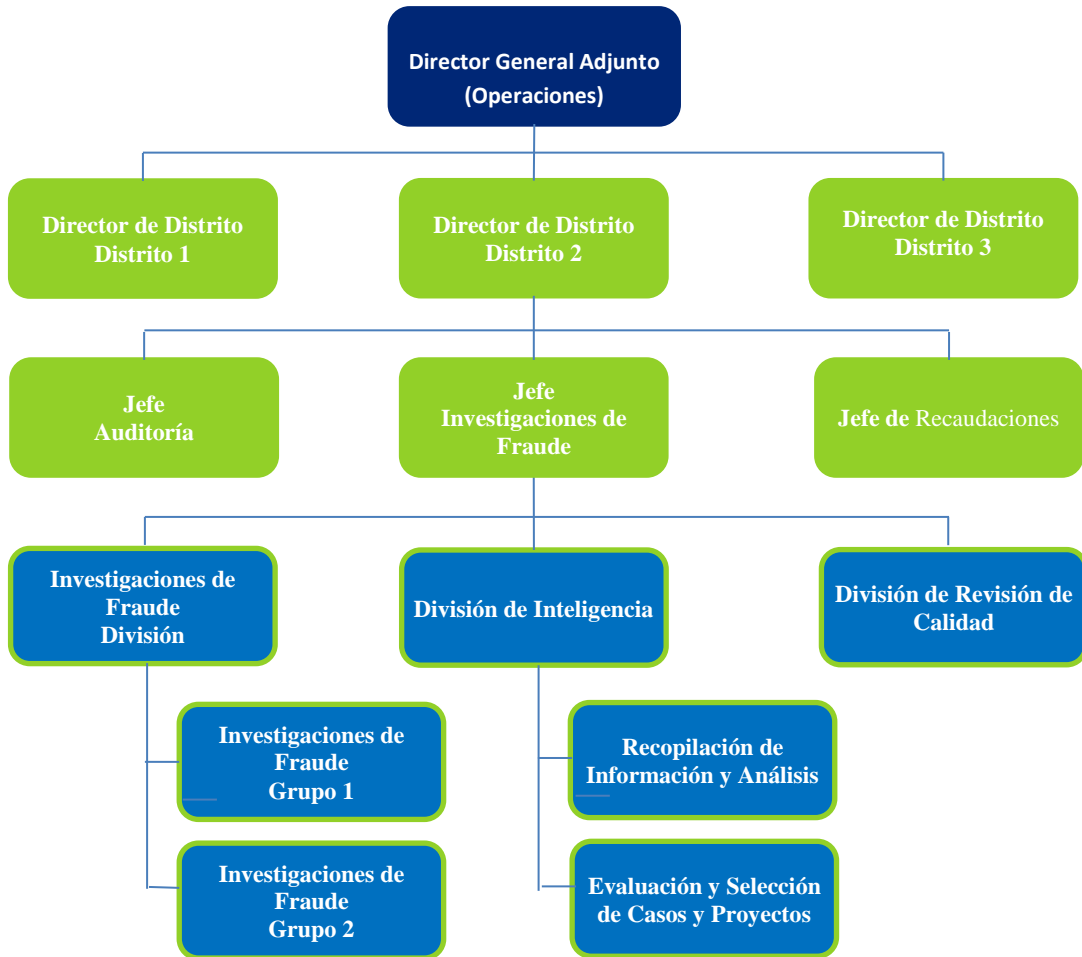 Director General Adjunto
(Operaciones)
Director de Distrito
Distrito 1
Director de Distrito
Distrito 2
Director de Distrito
Distrito 3
Jefe
Auditoría
Jefe
Investigaciones de
Fraude
Jefe de Recaudaciones
Investigaciones de
Fraude
División
División de Inteligencia
División de Revisión de
Calidad
Investigaciones de
Fraude
Grupo 1
Recopilación de
Información y Análisis
Investigaciones de
Fraude
Grupo 2
Evaluación y Selección
de Casos y Proyectos